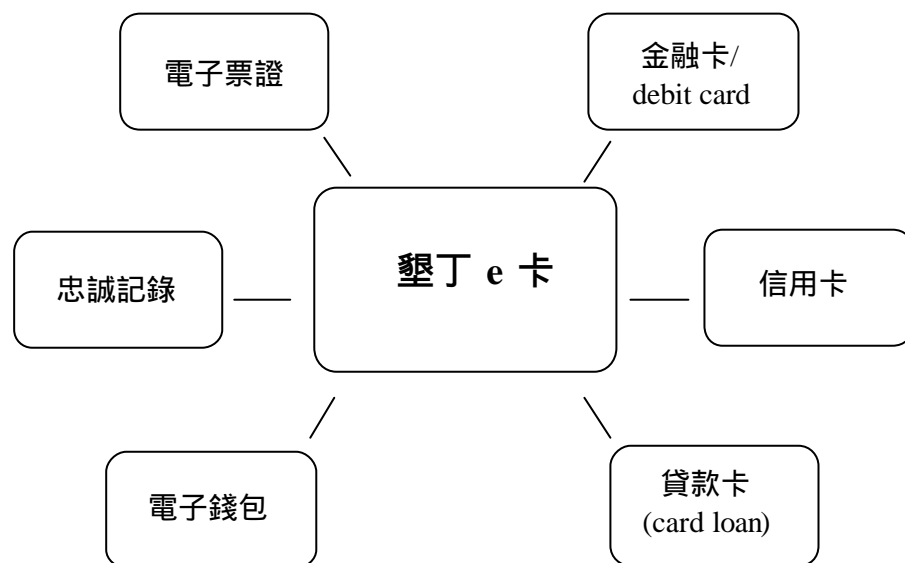 電子票證
金融卡/
debit card
墾丁 e 卡
忠誠記錄
信用卡
電子錢包
貸款卡
(card loan)